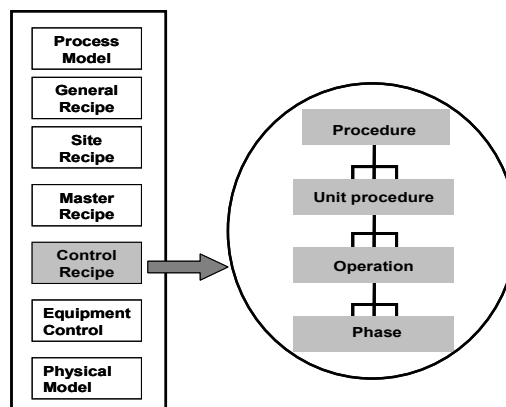 Process
Model
General
Recipe
Site
Recipe
Master
Recipe
Control
Recipe
Equipment
Control
Physical
Model
Procedure
Unit procedure
Operation
Phase